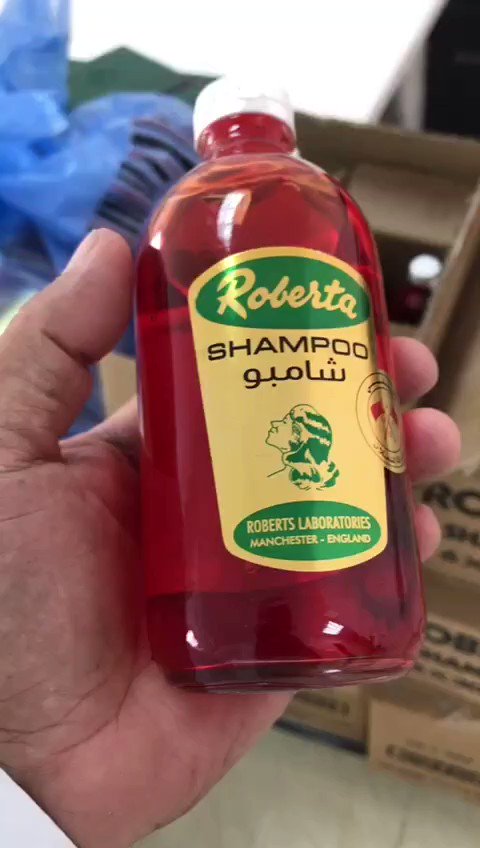 Roberta
SHAMPOO
شامبو
ROBERTS LABORATORIES
MANCHESTER - ENGLAND